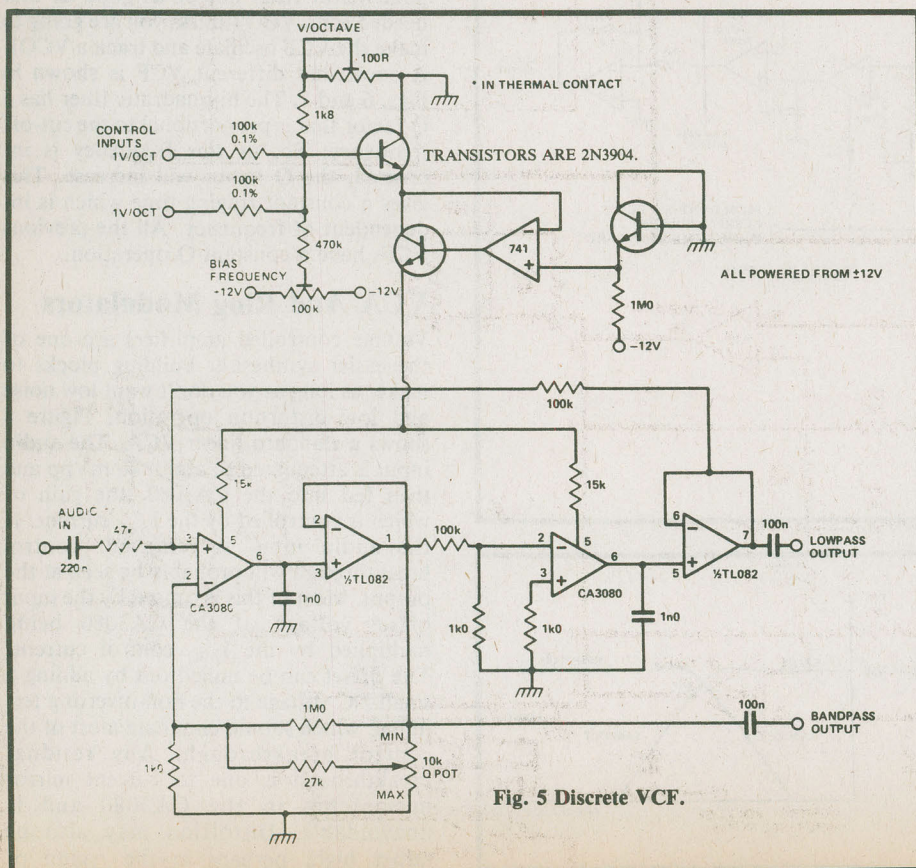 V/OCTAVE
100R
* IN THERMAL CONTACT
1k8
CONTROL
INPUTS
1V/OCT
100k
0.1%
TRANSISTORS ARE 2N3904.
1V/OCT
100k
0.1%
470k
741
−
+
ALL POWERED FROM ±12V
BIAS
FREQUENCY
+12V
−12V
100k
1M0
−12V
100k
15k
15k
AUDIO
IN
47k
220n
3
+
5
2
−
6
CA3080
2
−
3
+
1
½TL082
1n0
100k
2
−
5
3
+
6
CA3080
1k0
1k0
6
−
5
+
7
½TL082
1n0
100n
LOWPASS
OUTPUT
100n
BANDPASS
OUTPUT
1k0
1M0
27k
MIN
10k
Q POT
MAX
Fig. 5 Discrete VCF.